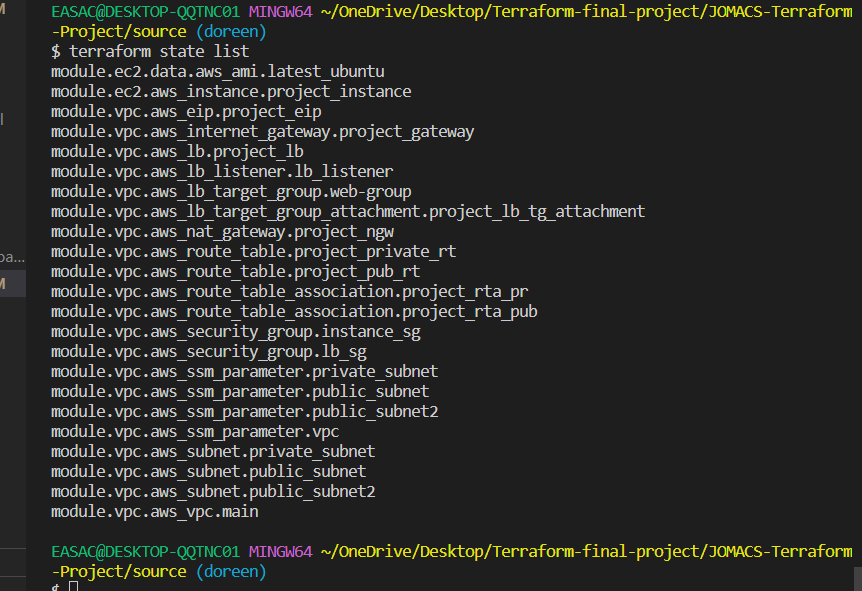 EASAC@DESKTOP-QQTNC01 MINGW64 ~/OneDrive/Desktop/Terraform-final-project/JOMACS-Terraform
-Project/source (doreen)
$ terraform state list
module.ec2.data.aws_ami.latest_ubuntu
module.ec2.aws_instance.project_instance
module.vpc.aws_eip.project_eip
module.vpc.aws_internet_gateway.project_gateway
module.vpc.aws_lb.project_lb
module.vpc.aws_lb_listener.lb_listener
module.vpc.aws_lb_target_group.web-group
module.vpc.aws_lb_target_group_attachment.project_lb_tg_attachment
module.vpc.aws_nat_gateway.project_ngw
module.vpc.aws_route_table.project_private_rt
module.vpc.aws_route_table.project_pub_rt
module.vpc.aws_route_table_association.project_rta_pr
module.vpc.aws_route_table_association.project_rta_pub
module.vpc.aws_security_group.instance_sg
module.vpc.aws_security_group.lb_sg
module.vpc.aws_ssm_parameter.private_subnet
module.vpc.aws_ssm_parameter.public_subnet
module.vpc.aws_ssm_parameter.public_subnet2
module.vpc.aws_ssm_parameter.vpc
module.vpc.aws_subnet.private_subnet
module.vpc.aws_subnet.public_subnet
module.vpc.aws_subnet.public_subnet2
module.vpc.aws_vpc.main
EASAC@DESKTOP-QQTNC01 MINGW64 ~/OneDrive/Desktop/Terraform-final-project/JOMACS-Terraform
-Project/source (doreen)
$